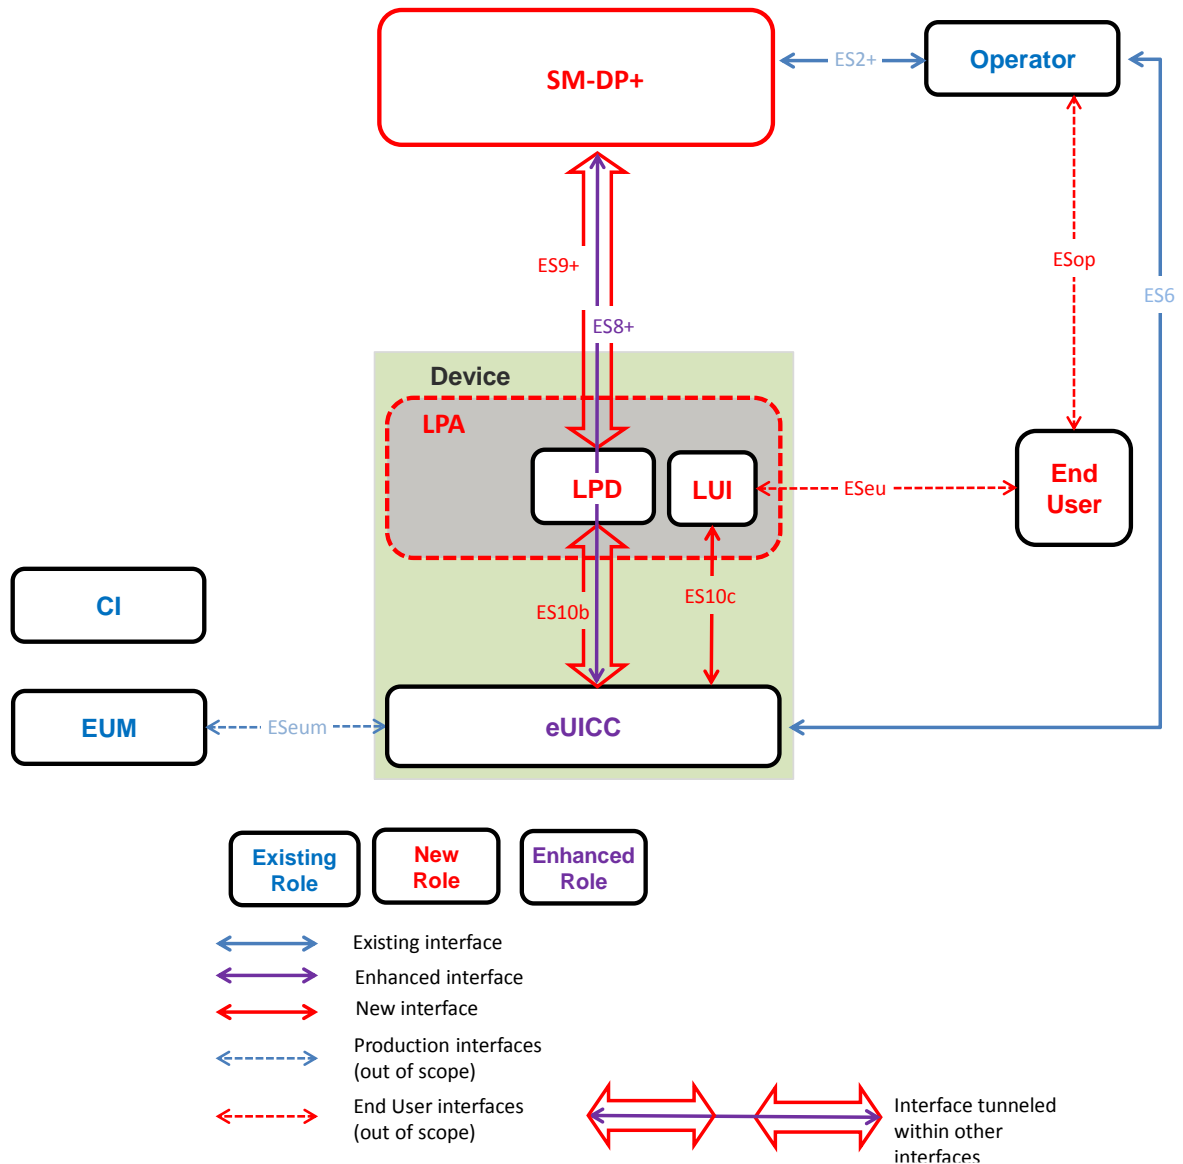 SM-DP+
ES2+
Operator
ES9+
ESop
ES6
ES8+
Device
LPA
LPD
LUI
ESeu
End
User
ES10b
ES10c
CI
EUM
ESeum
eUICC
Existing
Role
New
Role
Enhanced
Role
Existing interface
Enhanced interface
New interface
Production interfaces
(out of scope)
End User interfaces
(out of scope)
Interface tunneled
within other
interfaces